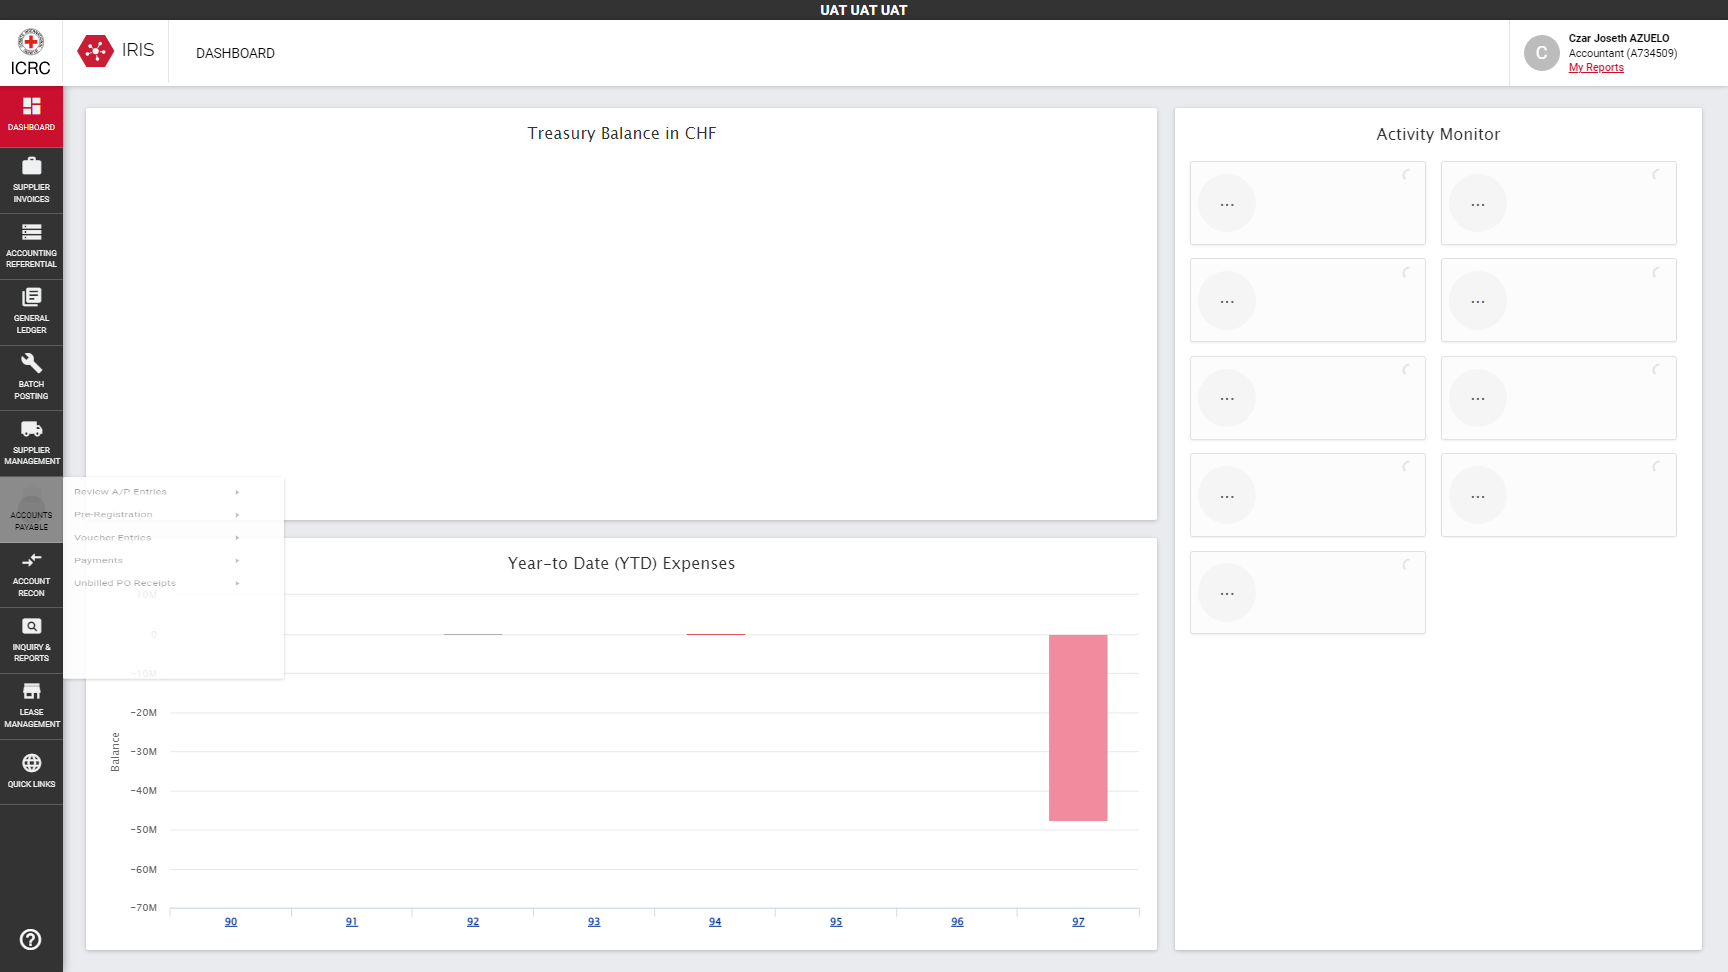 UAT UAT UAT
ICRC
IRIS
DASHBOARD
Czar Joseth AZUELO
Accountant (A734509)
My Reports
DASHBOARD
SUPPLIER
INVOICES
ACCOUNTING
REFERENTIAL
GENERAL
LEDGER
BATCH
POSTING
SUPPLIER
MANAGEMENT
ACCOUNTS
PAYABLE
ACCOUNT
RECON
INQUIRY &
REPORTS
LEASE
MANAGEMENT
QUICK LINKS
Review A/P Entries
Pre-Registration
Voucher Entries
Payments
Unbilled PO Receipts
Treasury Balance in CHF
Year-to Date (YTD) Expenses
Balance
10M
0
-10M
-20M
-30M
-40M
-50M
-60M
-70M
90 91 92 93 94 95 96 97
Activity Monitor
... ...
... ...
... ...
... ...
...